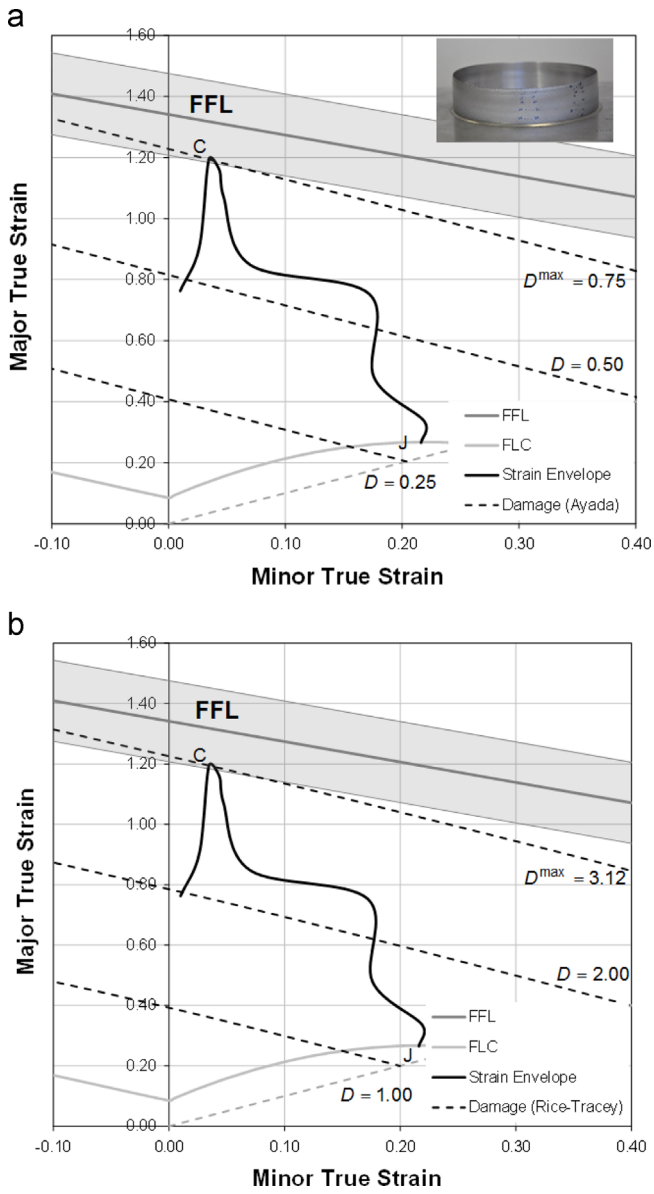 a
1.60
1.40
FFL
C
1.20
1.00
D^max = 0.75
0.80
0.60
D = 0.50
0.40
J
0.20
D = 0.25
0.00
-0.10 0.00 0.10 0.20 0.30 0.40
Major True Strain
Minor True Strain
FFL
FLC
Strain Envelope
Damage (Ayada)
b
1.60
1.40
FFL
C
1.20
1.00
D^max = 3.12
0.80
0.60
D = 2.00
0.40
J
0.20
D = 1.00
0.00
-0.10 0.00 0.10 0.20 0.30 0.40
Major True Strain
Minor True Strain
FFL
FLC
Strain Envelope
Damage (Rice-Tracey)